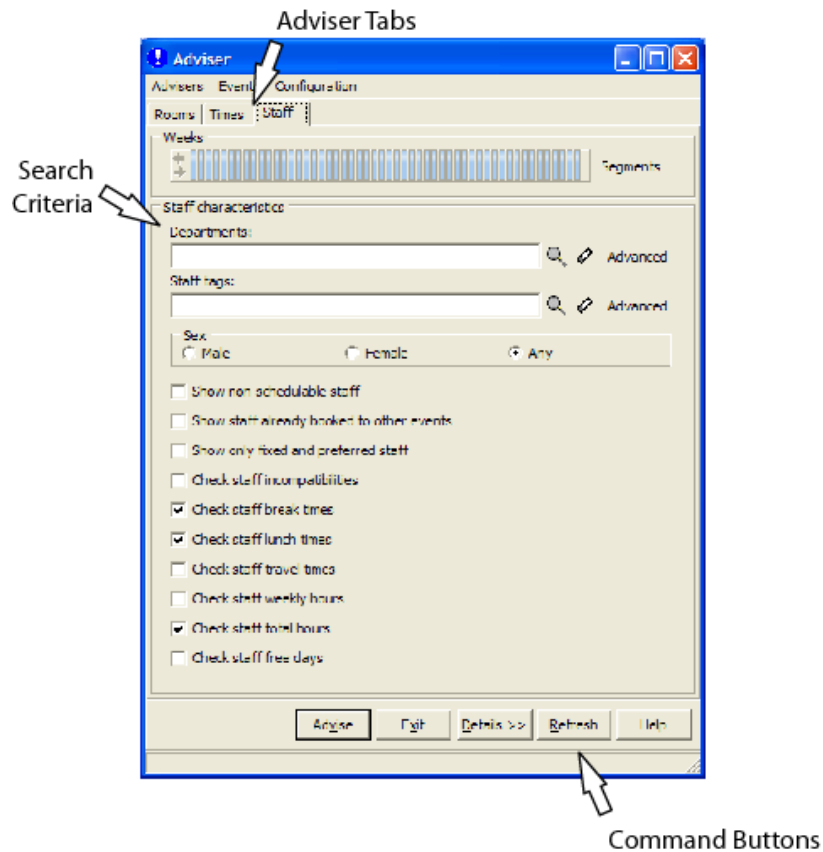 Adviser Tabs
Adviser
Advisers Events Configuration
Rooms Times Staff
Weeks
Segments
Search
Criteria
Staff characteristics
Departments:
Advanced
Staff tags:
Advanced
Sex
Male Female Any
Show non schedulable staff
Show staff already booked to other events
Show only fixed and preferred staff
Check staff incompatibilities
Check staff break times
Check staff lunch times
Check staff travel times
Check staff weekly hours
Check staff total hours
Check staff free days
Advise Exit Details >> Refresh Help
Command Buttons